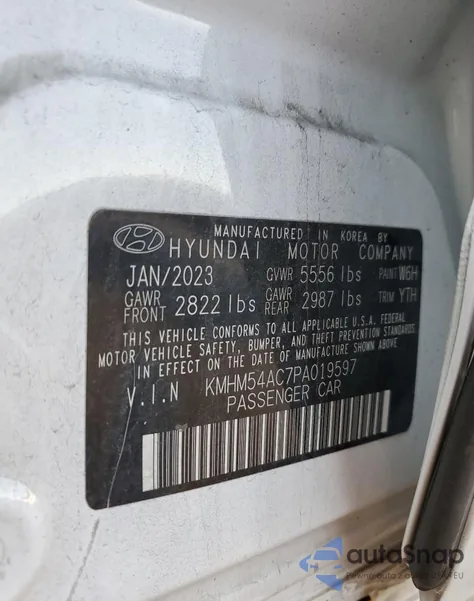 MANUFACTURED IN KOREA BY
HYUNDAI MOTOR COMPANY
JAN/2023 GVWR 5556 lbs PAINT W6H
GAWR FRONT 2822 lbs GAWR REAR 2987 lbs TRIM YTH
THIS VEHICLE CONFORMS TO ALL APPLICABLE U.S.A. FEDERAL
MOTOR VEHICLE SAFETY, BUMPER, AND THEFT PREVENTION STANDARDS
IN EFFECT ON THE DATE OF MANUFACTURE SHOWN ABOVE.
V.I.N KMHM54AC7PA019597
PASSENGER CAR
autoSnap